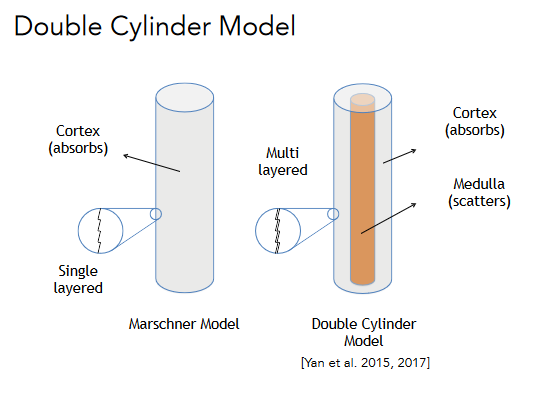 Double Cylinder Model
Cortex
(absorbs)
Single
layered
Marschner Model
Multi
layered
Cortex
(absorbs)
Medulla
(scatters)
Double Cylinder
Model
[Yan et al. 2015, 2017]